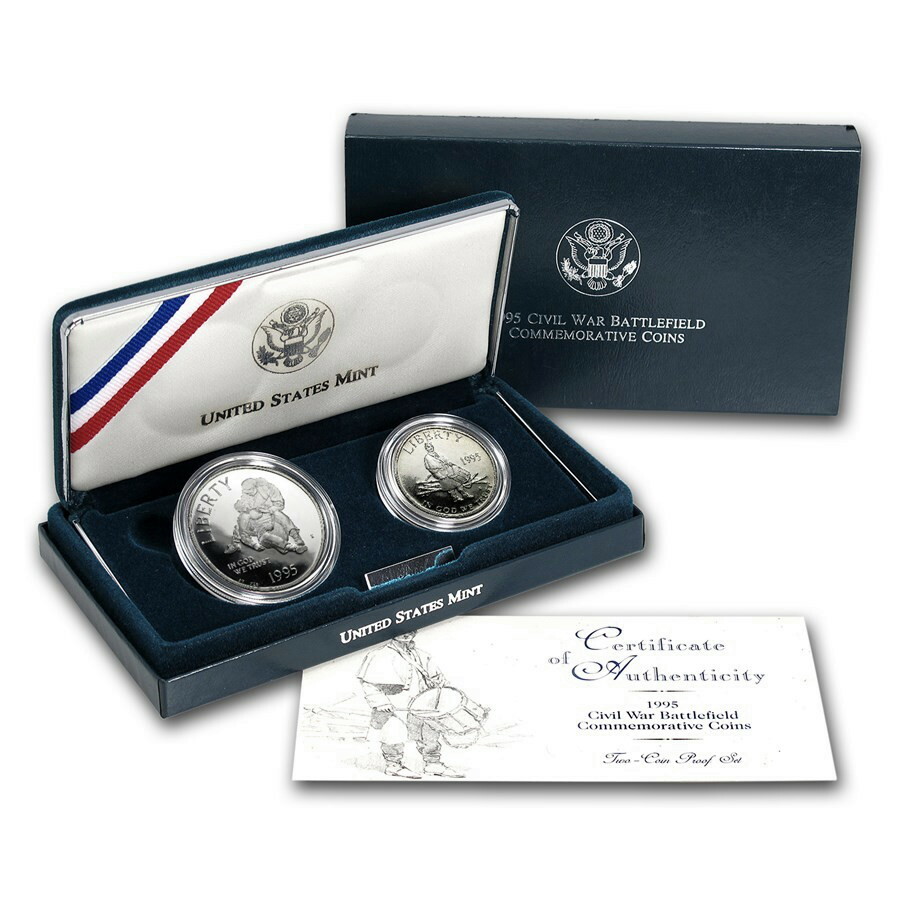 95 CIVIL WAR BATTLEFIELD
COMMEMORATIVE COINS
UNITED STATES MINT
LIBERTY
IN GOD
WE TRUST
1995
LIBERTY
1995
IN GOD WE TRUST
UNITED STATES MINT
Certificate
of Authenticity
1995
Civil War Battlefield
Commemorative Coins
Two-Coin Proof Set